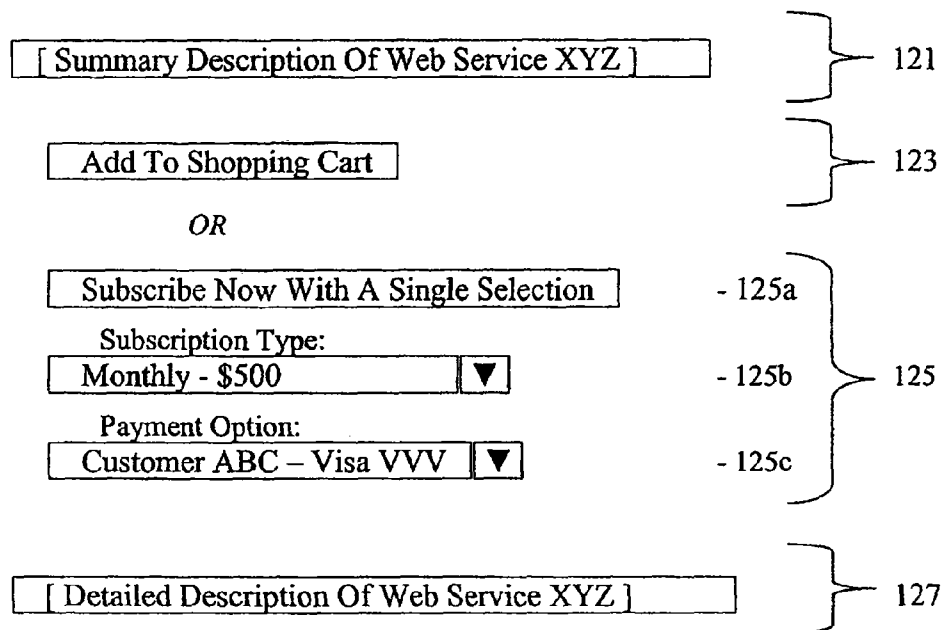 [ Summary Description Of Web Service XYZ ] 121
Add To Shopping Cart 123
OR
Subscribe Now With A Single Selection - 125a
Subscription Type:
Monthly - $500 ▼ - 125b 125
Payment Option:
Customer ABC – Visa VVV ▼ - 125c
[ Detailed Description Of Web Service XYZ ] 127